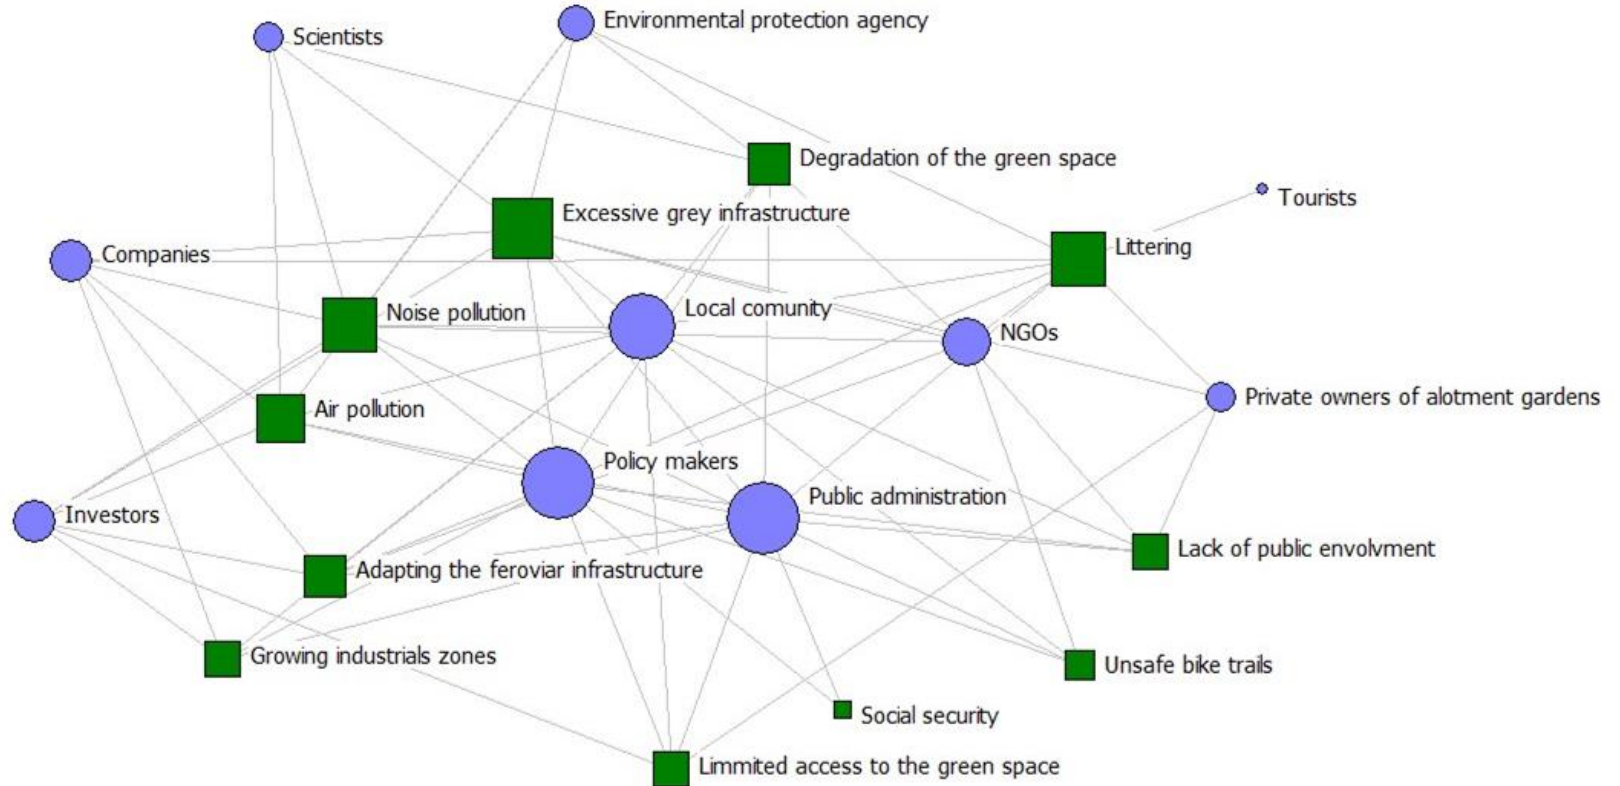 Environmental protection agency
Scientists
Degradation of the green space
Tourists
Excessive grey infrastructure
Littering
Companies
Noise pollution
Local comunity
NGOs
Private owners of alotment gardens
Air pollution
Policy makers
Public administration
Investors
Lack of public envolvment
Adapting the feroviar infrastructure
Growing industrials zones
Unsafe bike trails
Social security
Limmited access to the green space